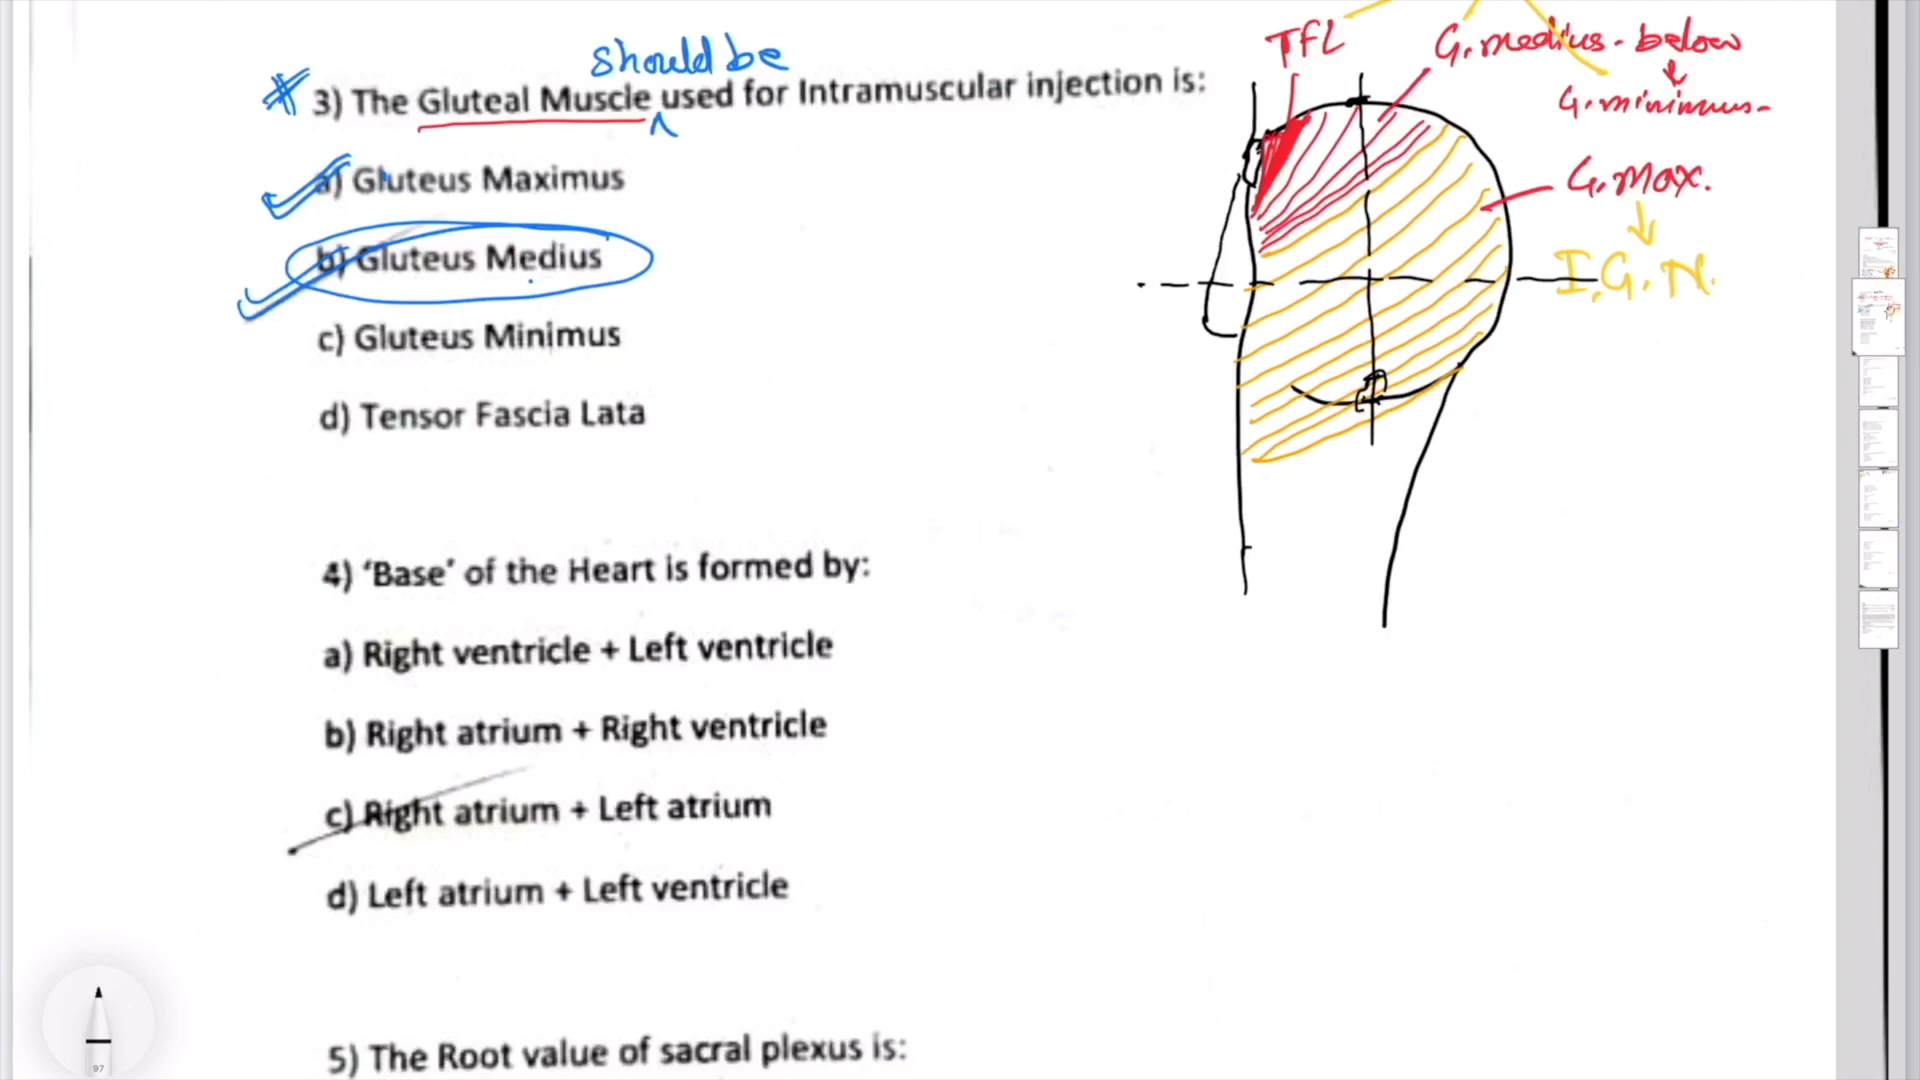 should be
3) The Gluteal Muscle ^ used for Intramuscular injection is:
a) Gluteus Maximus
b) Gluteus Medius
c) Gluteus Minimus
d) Tensor Fascia Lata
TFL
G. medius - below
G. minimus -
G. max.
I. G. N.
4) ‘Base’ of the Heart is formed by:
a) Right ventricle + Left ventricle
b) Right atrium + Right ventricle
c) Right atrium + Left atrium
d) Left atrium + Left ventricle
5) The Root value of sacral plexus is:
97